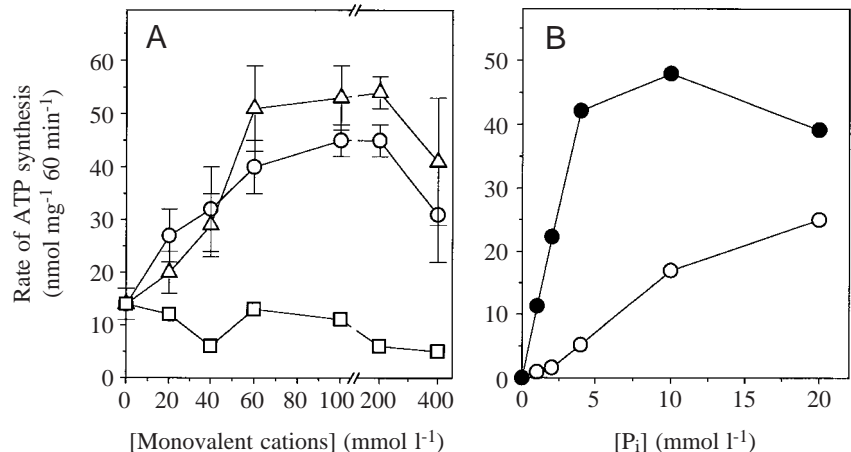 A
B
Rate of ATP synthesis
(nmol mg⁻¹ 60 min⁻¹)
60
50
40
30
20
10
0
0 20 40 60 80 100 200 400
[Monovalent cations] (mmol l⁻¹)
50
40
30
20
10
0
0 5 10 15 20
[Pᵢ] (mmol l⁻¹)